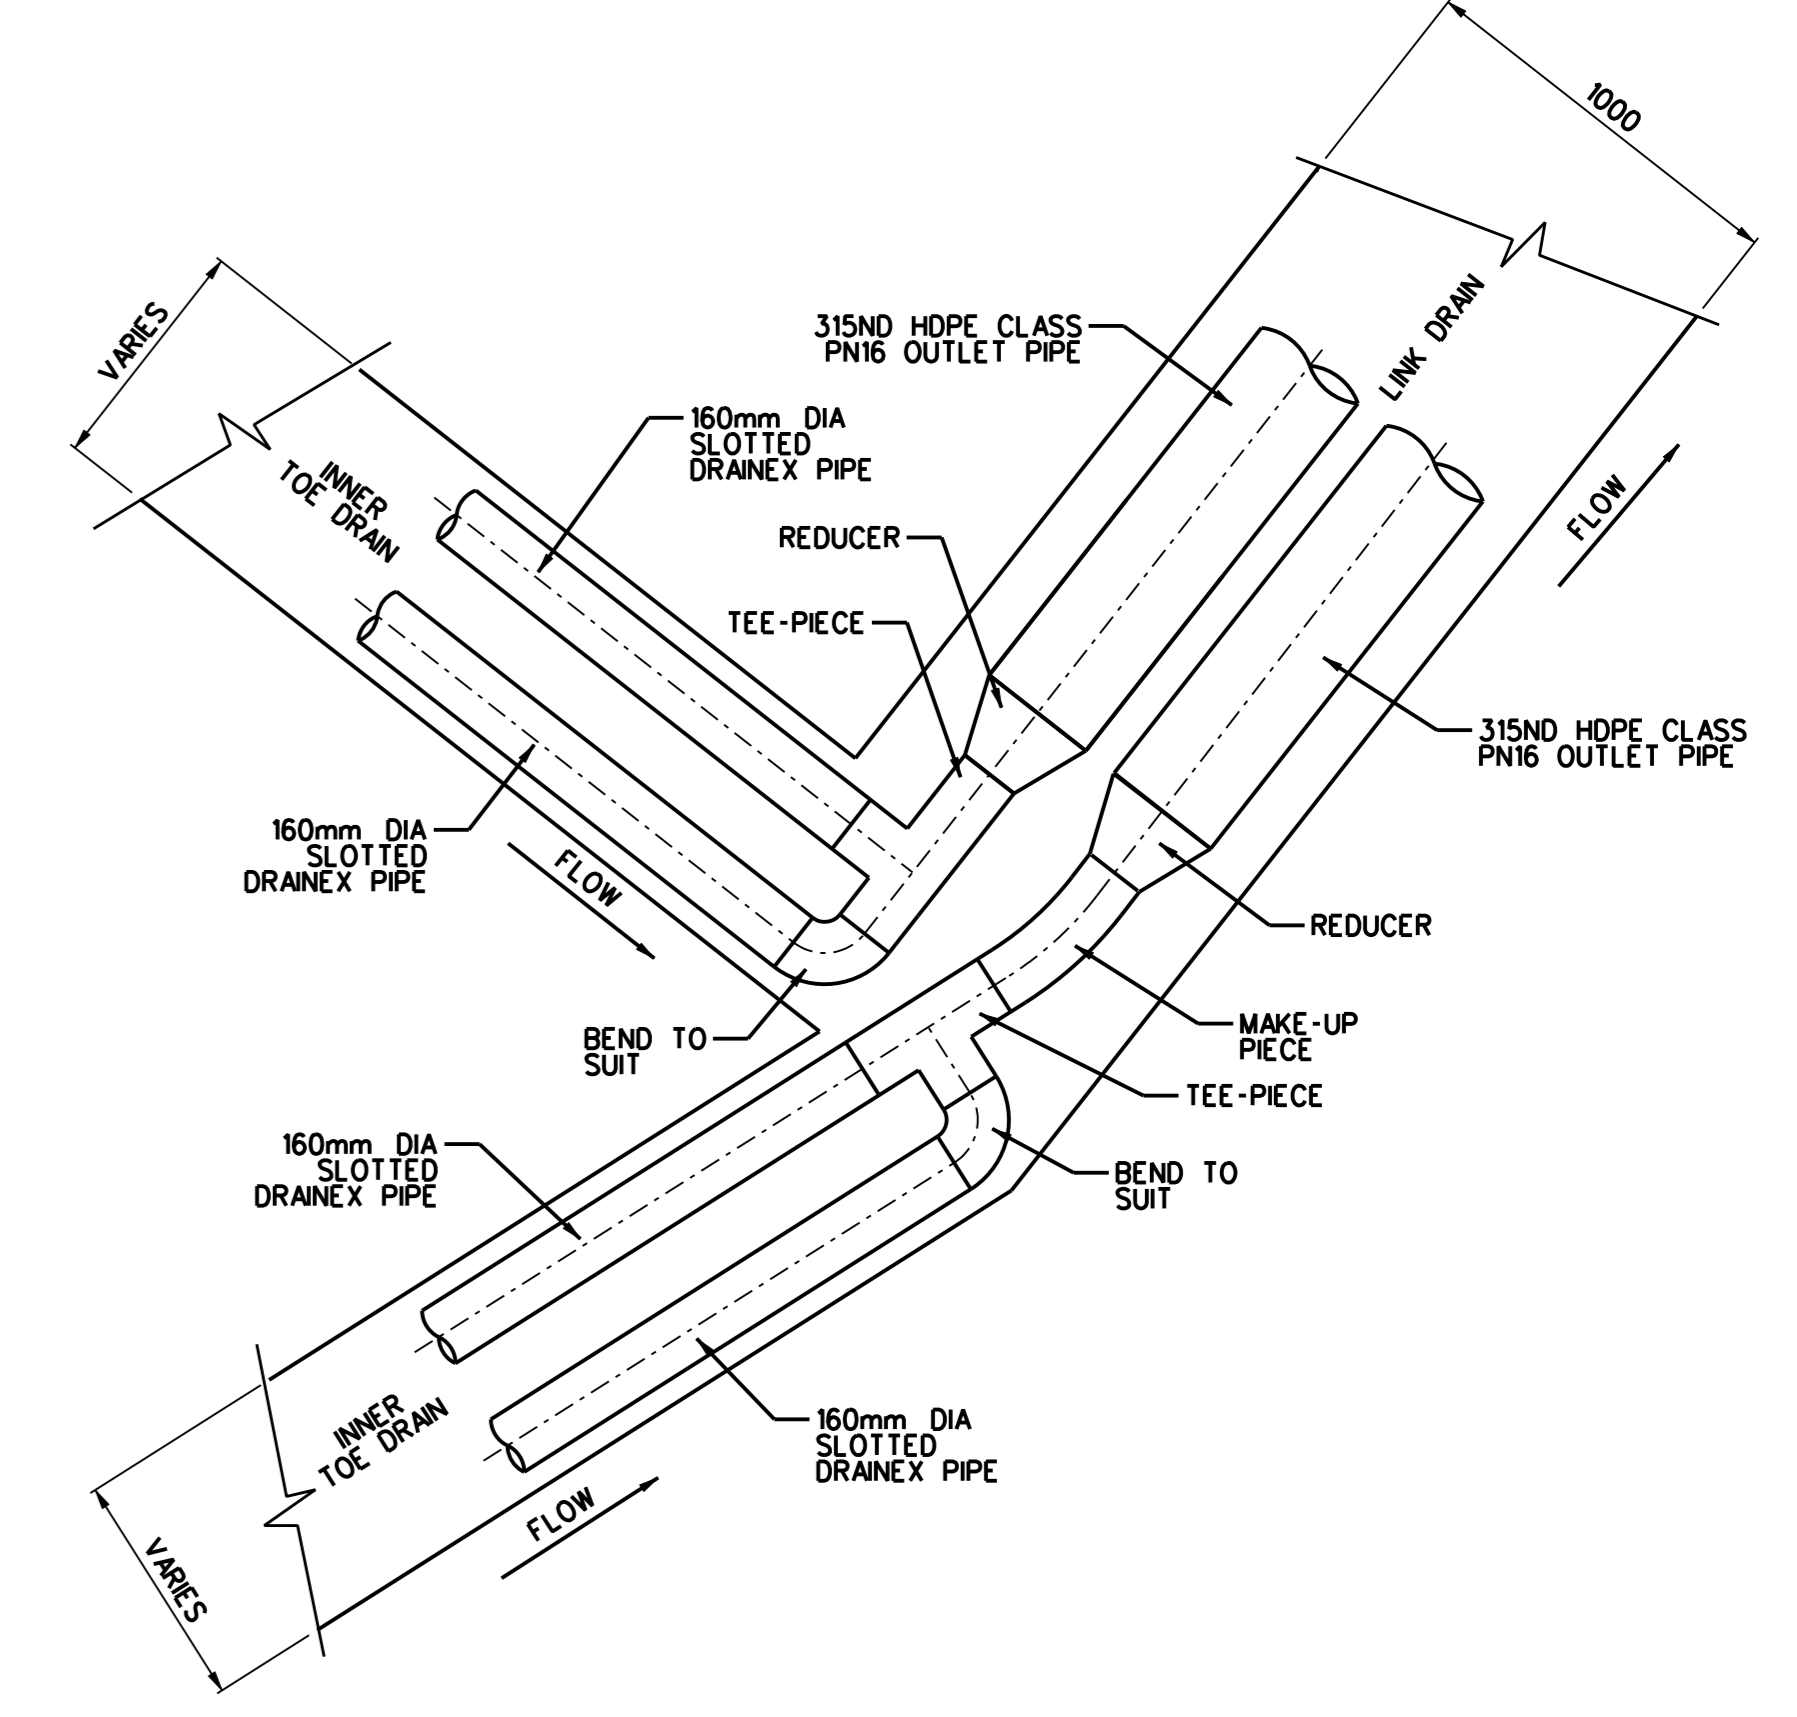 1000
VARIES
315ND HDPE CLASS
PN16 OUTLET PIPE
LINK DRAIN
160mm DIA
SLOTTED
DRAINEX PIPE
INNER
TOE DRAIN
FLOW
REDUCER
TEE-PIECE
315ND HDPE CLASS
PN16 OUTLET PIPE
160mm DIA
SLOTTED
DRAINEX PIPE
FLOW
REDUCER
BEND TO
SUIT
MAKE-UP
PIECE
TEE-PIECE
160mm DIA
SLOTTED
DRAINEX PIPE
BEND TO
SUIT
INNER
TOE DRAIN
160mm DIA
SLOTTED
DRAINEX PIPE
FLOW
VARIES